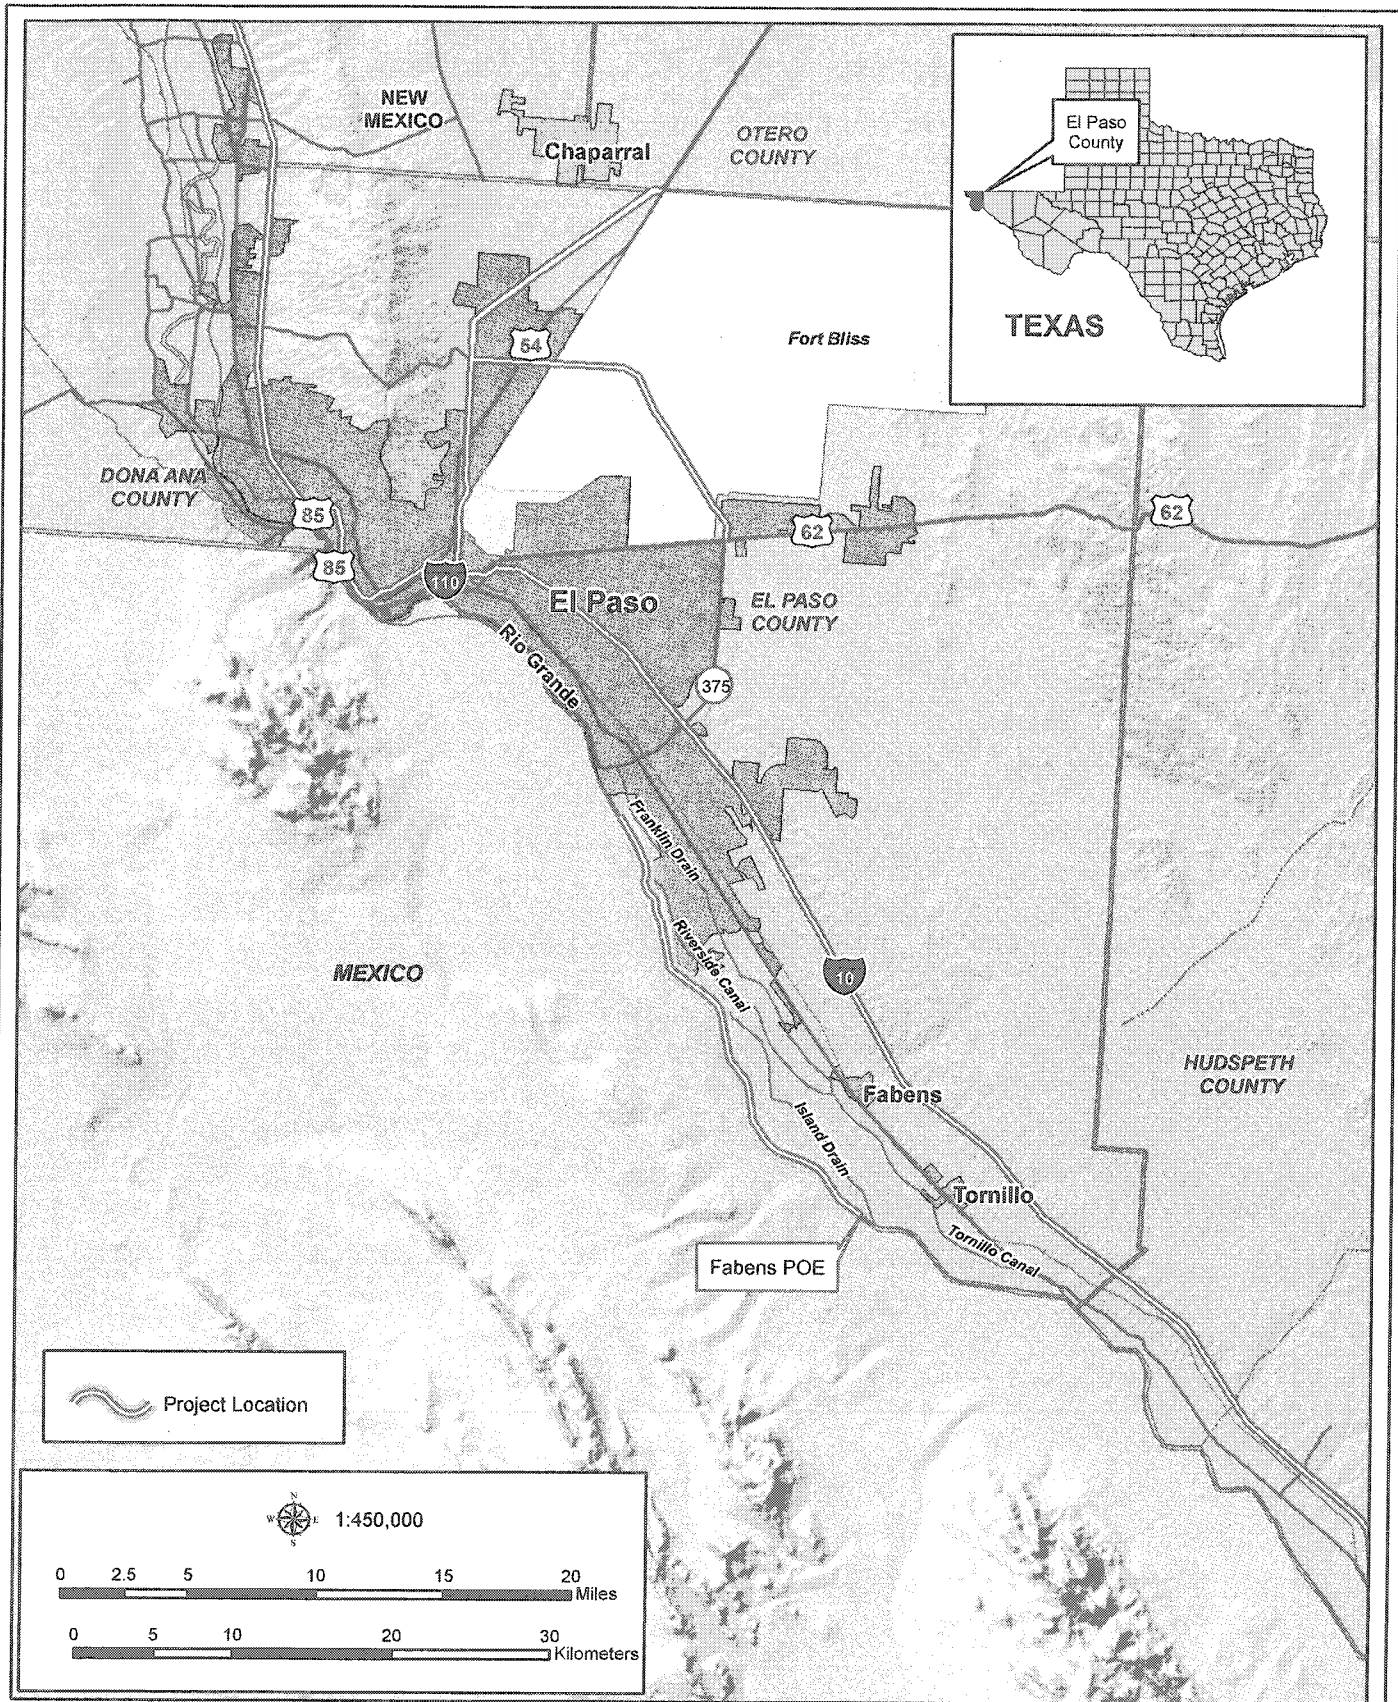 NEW
MEXICO
Chaparral
OTERO
COUNTY
El Paso
County
TEXAS
54
Fort Bliss
DONA ANA
COUNTY
85
85
62
62
110
El Paso
EL PASO
COUNTY
Rio Grande
375
Franklin Drain
Riverside Canal
MEXICO
10
HUDSPETH
COUNTY
Fabens
Island Drain
Tornillo
Tornillo Canal
Fabens POE
Project Location
N
W E
S
1:450,000
0 2.5 5 10 15 20
Miles
0 5 10 20 30
Kilometers